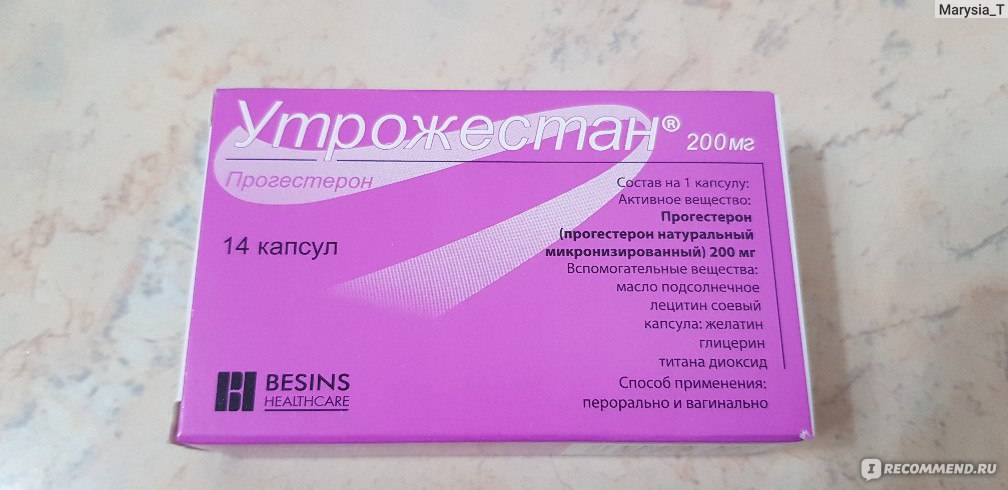 Marysia_T
Утрожестан® 200мг
Прогестерон
14 капсул
Состав на 1 капсулу:
Активное вещество:
Прогестерон
(прогестерон натуральный
микронизированный) 200 мг
Вспомогательные вещества:
масло подсолнечное
лецитин соевый
капсула: желатин
глицерин
титана диоксид
Способ применения:
перорально и вагинально
BESINS
HEALTHCARE
IRECOMMEND.RU